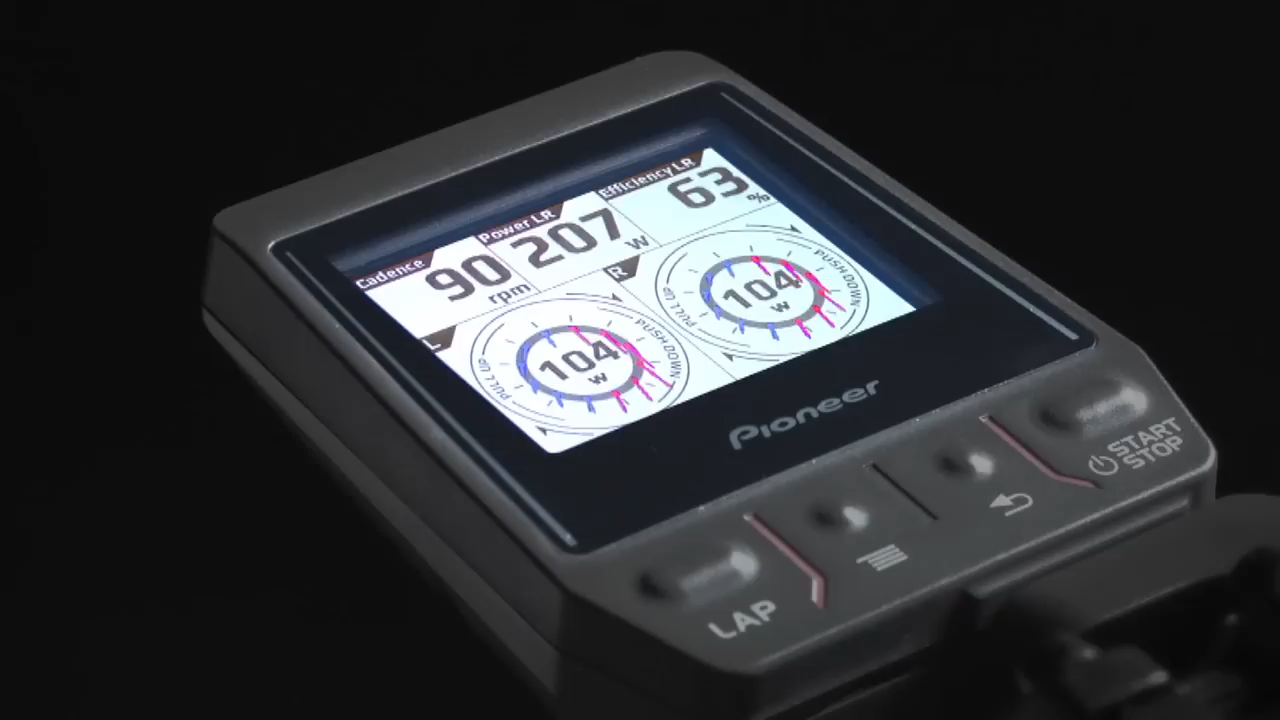 Cadence
90
rpm
Power LR
207
W
Efficiency LR
63
%
L
PULL UP
104
W
PUSH DOWN
R
PULL UP
104
W
PUSH DOWN
Pioneer
LAP
START
STOP